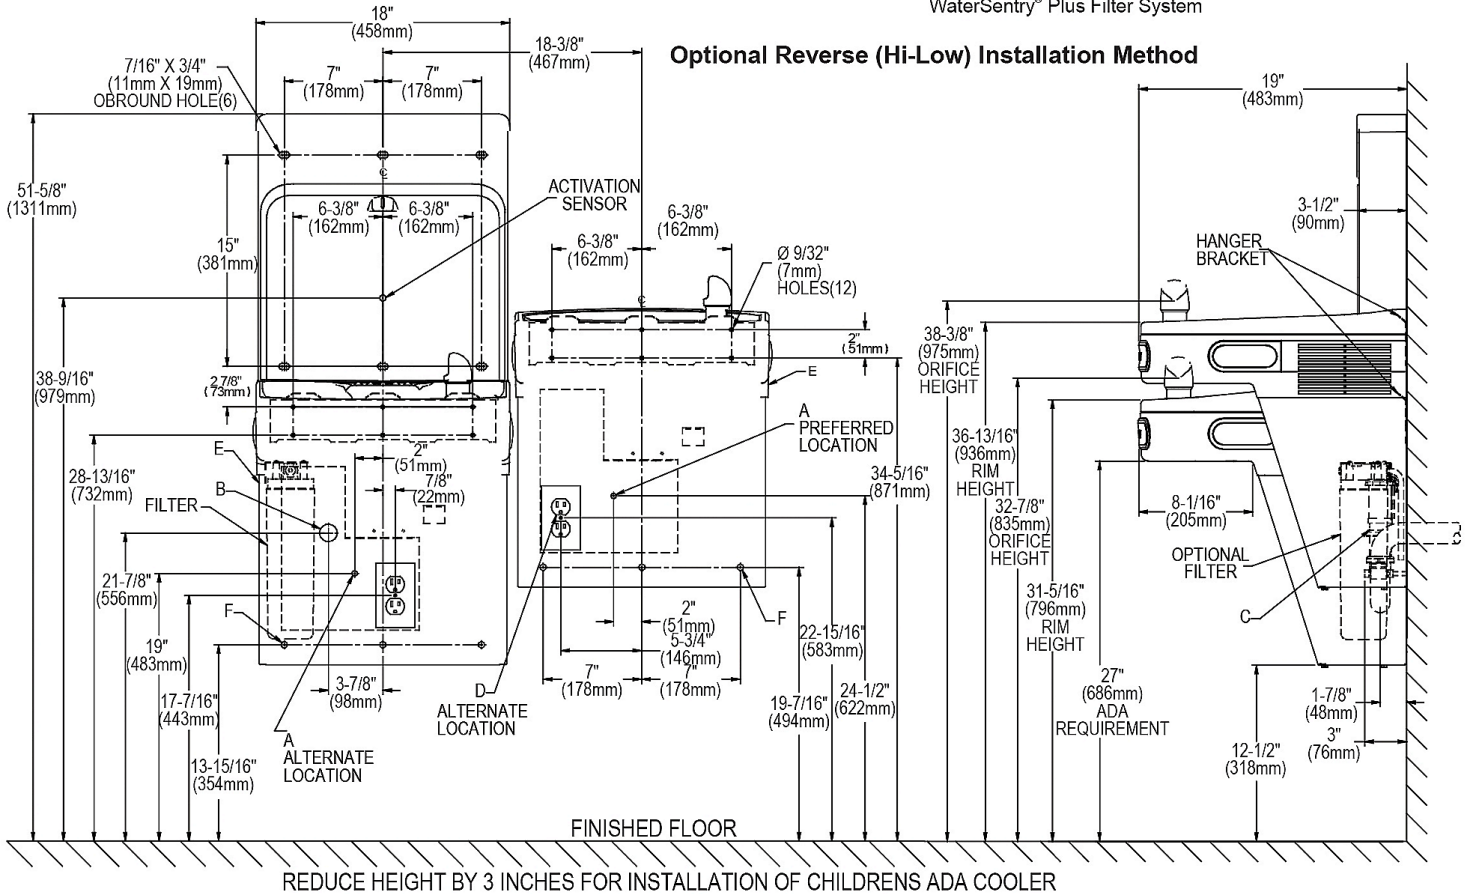 WaterSentry® Plus Filter System
Optional Reverse (Hi-Low) Installation Method
18"
(458mm)
18-3/8"
(467mm)
7/16" X 3/4"
(11mm X 19mm)
OBROUND HOLE(6)
7"
(178mm)
7"
(178mm)
19"
(483mm)
51-5/8"
(1311mm)
15"
(381mm)
6-3/8"
(162mm)
6-3/8"
(162mm)
ACTIVATION
SENSOR
6-3/8"
(162mm)
6-3/8"
(162mm)
Ø 9/32"
(7mm)
HOLES(12)
3-1/2"
(90mm)
HANGER
BRACKET
2"
(51mm)
38-9/16"
(979mm)
2 7/8"
(73mm)
38-3/8"
(975mm)
ORIFICE
HEIGHT
E
A
PREFERRED
LOCATION
2"
(51mm)
7/8"
(22mm)
28-13/16"
(732mm)
E
B
FILTER
34-5/16"
(871mm)
36-13/16"
(936mm)
RIM
HEIGHT
32-7/8"
(835mm)
ORIFICE
HEIGHT
8-1/16"
(205mm)
OPTIONAL
FILTER
C
21-7/8"
(556mm)
F
19"
(483mm)
31-5/16"
(796mm)
RIM
HEIGHT
2"
(51mm)
5-3/4"
(146mm)
7"
(178mm)
7"
(178mm)
F
22-15/16"
(583mm)
3-7/8"
(98mm)
17-7/16"
(443mm)
D
ALTERNATE
LOCATION
19-7/16"
(494mm)
24-1/2"
(622mm)
27"
(686mm)
ADA
REQUIREMENT
1-7/8"
(48mm)
3"
(76mm)
A
ALTERNATE
LOCATION
13-15/16"
(354mm)
12-1/2"
(318mm)
FINISHED FLOOR
REDUCE HEIGHT BY 3 INCHES FOR INSTALLATION OF CHILDRENS ADA COOLER